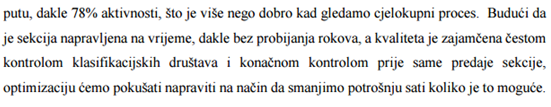 putu, dakle 78% aktivnosti, što je više nego dobro kad gledamo cjelokupni proces. Budući da
je sekcija napravljena na vrijeme, dakle bez probijanja rokova, a kvaliteta je zajamčena čestom
kontrolom klasifikacijskih društava i konačnom kontrolom prije same predaje sekcije,
optimizaciju ćemo pokušati napraviti na način da smanjimo potrošnju sati koliko je to moguće.